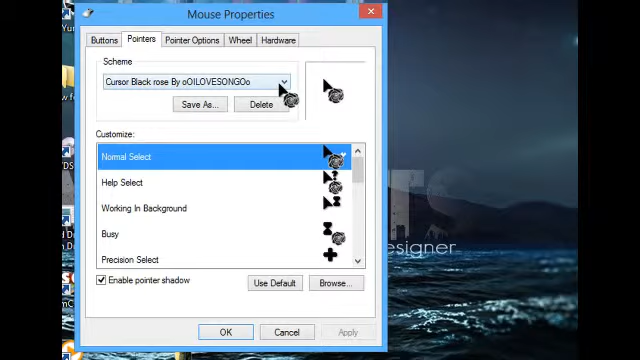 Mouse Properties
Buttons Pointers Pointer Options Wheel Hardware
Scheme
Cursor Black rose By oOILOVESONGOo
Save As... Delete
Customize:
Normal Select
Help Select
Working In Background
Busy
Precision Select
Enable pointer shadow
Use Default Browse...
OK Cancel Apply
esigner